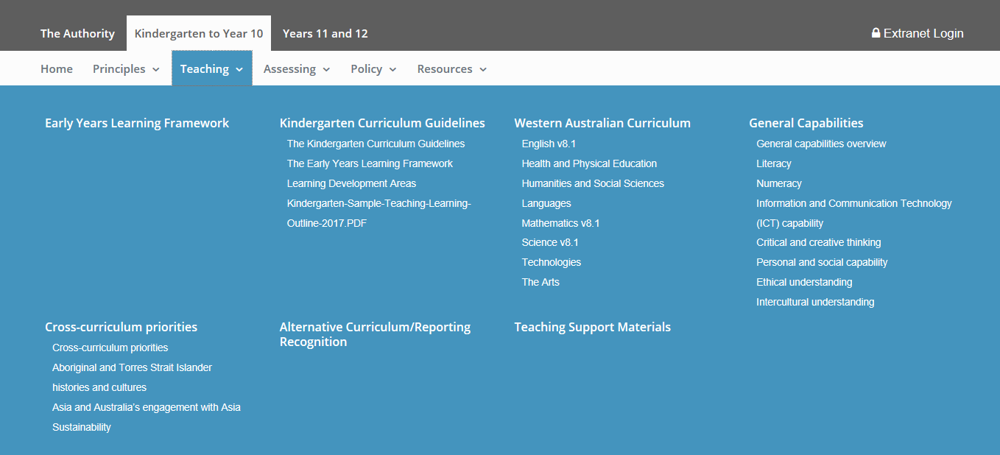 The Authority
Kindergarten to Year 10
Years 11 and 12
Extranet Login
Home
Principles
Teaching
Assessing
Policy
Resources
Early Years Learning Framework
Kindergarten Curriculum Guidelines
The Kindergarten Curriculum Guidelines
The Early Years Learning Framework
Learning Development Areas
Kindergarten-Sample-Teaching-Learning-
Outline-2017.PDF
Western Australian Curriculum
English v8.1
Health and Physical Education
Humanities and Social Sciences
Languages
Mathematics v8.1
Science v8.1
Technologies
The Arts
General Capabilities
General capabilities overview
Literacy
Numeracy
Information and Communication Technology
(ICT) capability
Critical and creative thinking
Personal and social capability
Ethical understanding
Intercultural understanding
Cross-curriculum priorities
Cross-curriculum priorities
Aboriginal and Torres Strait Islander
histories and cultures
Asia and Australia's engagement with Asia
Sustainability
Alternative Curriculum/Reporting
Recognition
Teaching Support Materials